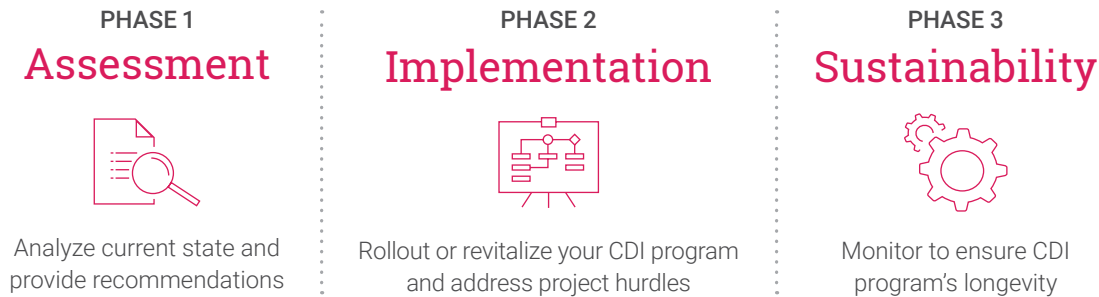 PHASE 1
Assessment
Analyze current state and
provide recommendations
PHASE 2
Implementation
Rollout or revitalize your CDI program
and address project hurdles
PHASE 3
Sustainability
Monitor to ensure CDI
program's longevity